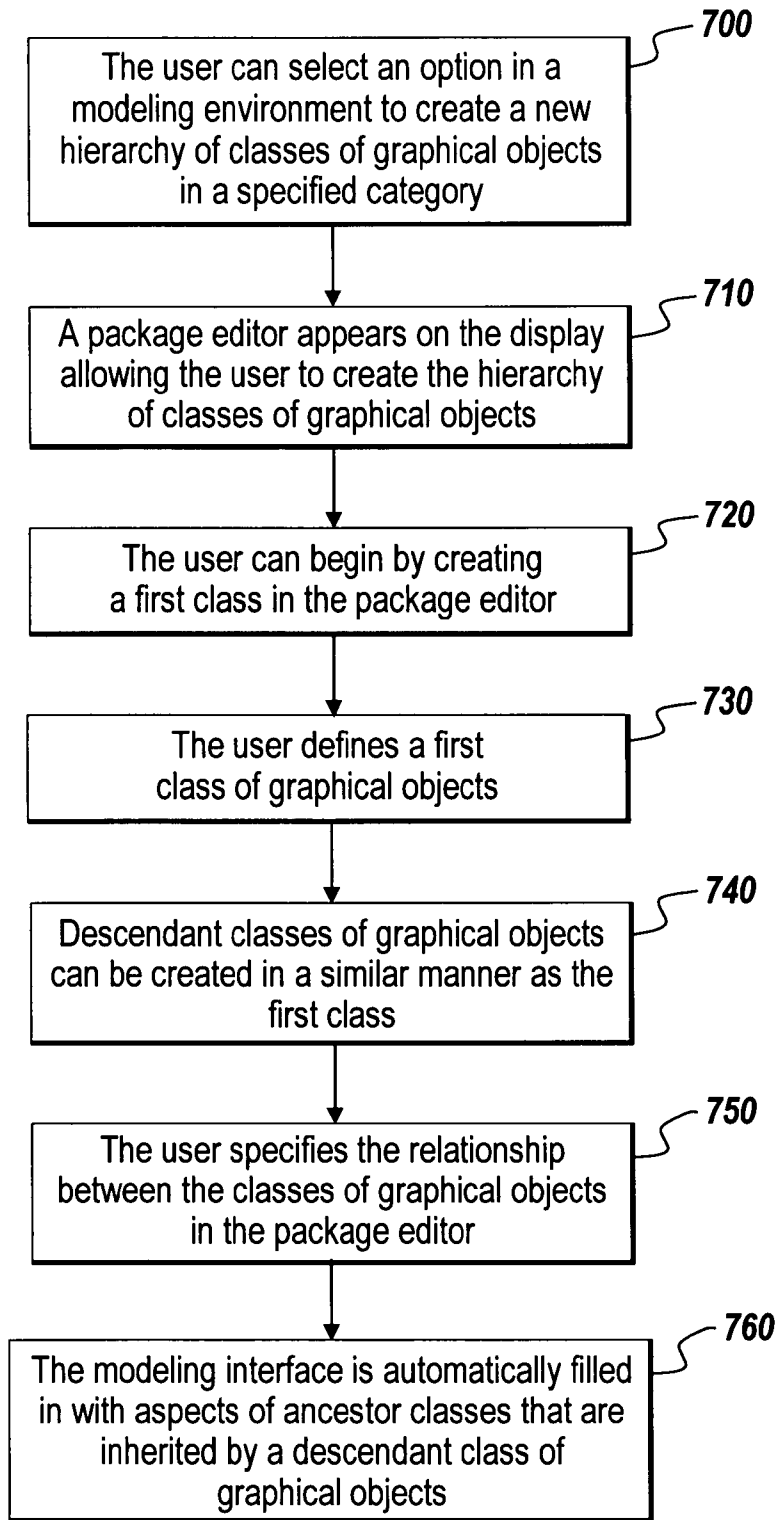 700
The user can select an option in a
modeling environment to create a new
hierarchy of classes of graphical objects
in a specified category
710
A package editor appears on the display
allowing the user to create the hierarchy
of classes of graphical objects
720
The user can begin by creating
a first class in the package editor
730
The user defines a first
class of graphical objects
740
Descendant classes of graphical objects
can be created in a similar manner as the
first class
750
The user specifies the relationship
between the classes of graphical objects
in the package editor
760
The modeling interface is automatically filled
in with aspects of ancestor classes that are
inherited by a descendant class of
graphical objects